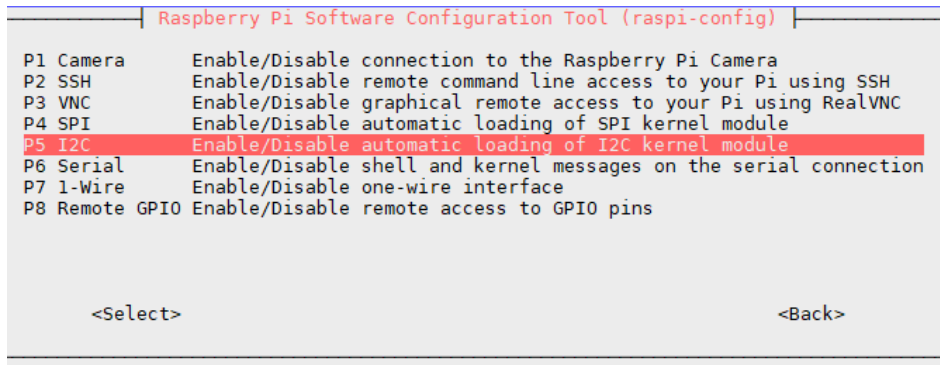 Raspberry Pi Software Configuration Tool (raspi-config)
P1 Camera Enable/Disable connection to the Raspberry Pi Camera
P2 SSH Enable/Disable remote command line access to your Pi using SSH
P3 VNC Enable/Disable graphical remote access to your Pi using RealVNC
P4 SPI Enable/Disable automatic loading of SPI kernel module
P5 I2C Enable/Disable automatic loading of I2C kernel module
P6 Serial Enable/Disable shell and kernel messages on the serial connection
P7 1-Wire Enable/Disable one-wire interface
P8 Remote GPIO Enable/Disable remote access to GPIO pins
<Select> <Back>